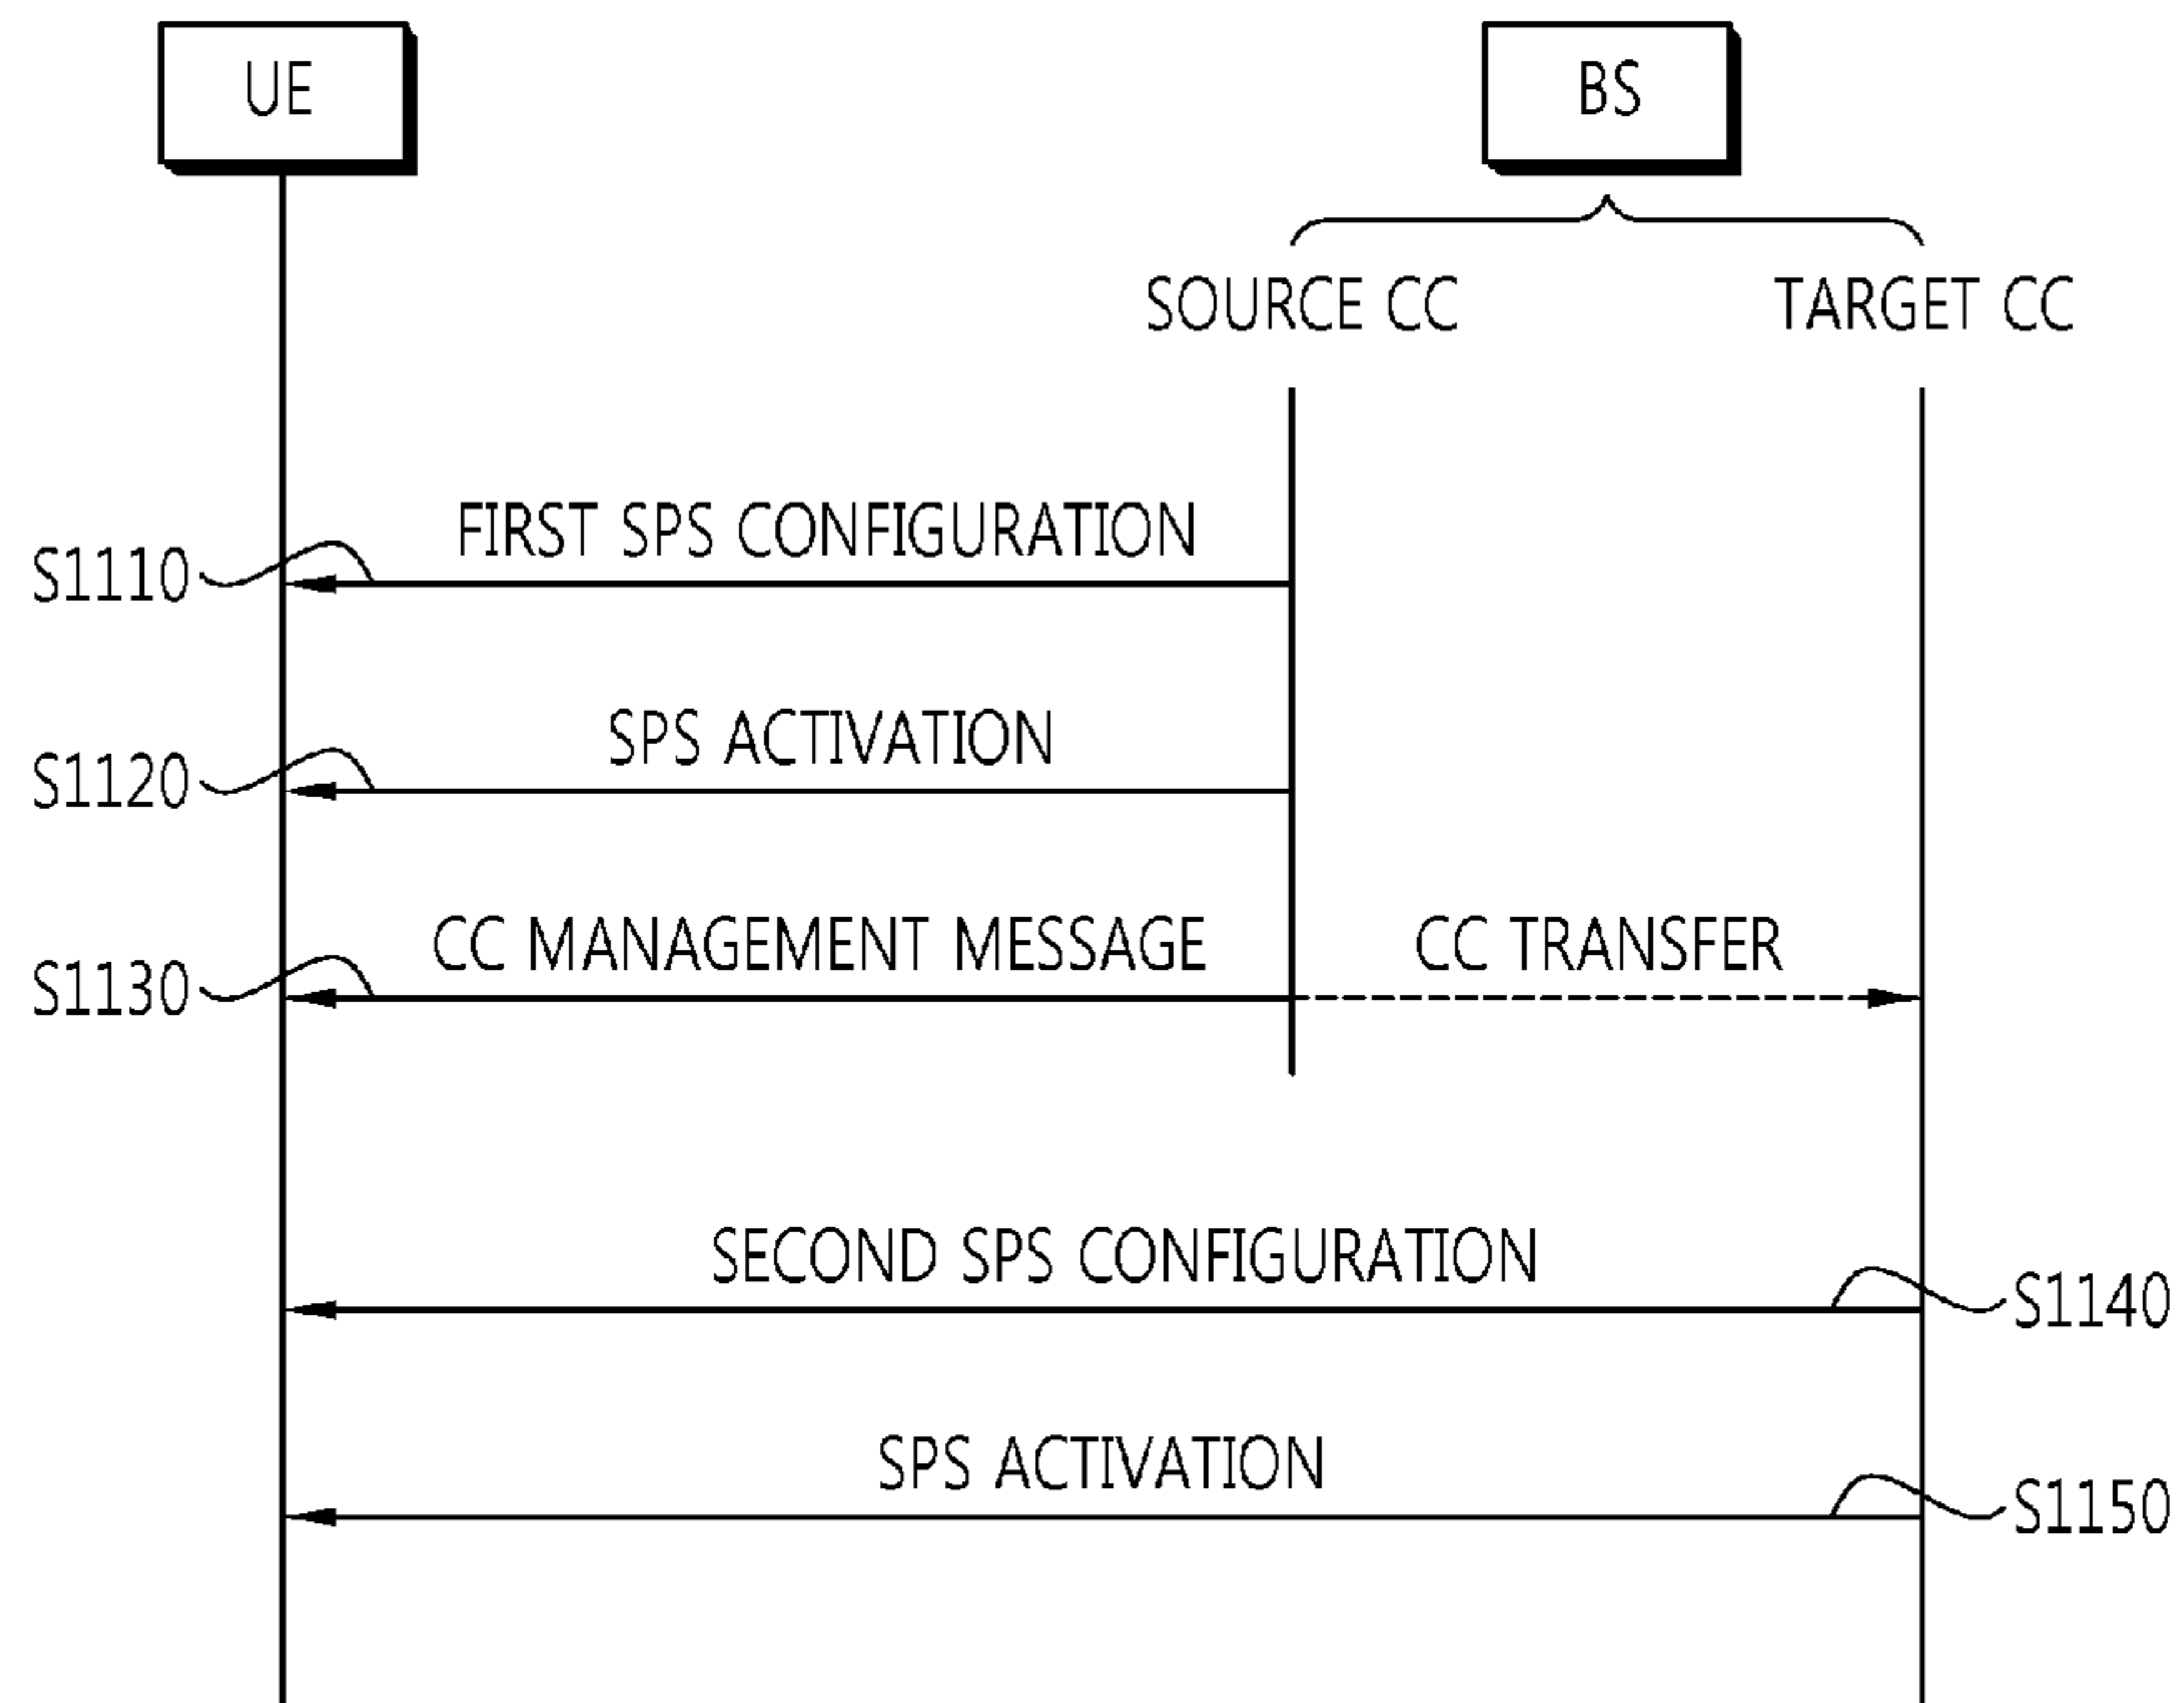 UE
BS
SOURCE CC
TARGET CC
FIRST SPS CONFIGURATION
S1110
SPS ACTIVATION
S1120
CC MANAGEMENT MESSAGE
CC TRANSFER
S1130
SECOND SPS CONFIGURATION
S1140
SPS ACTIVATION
S1150